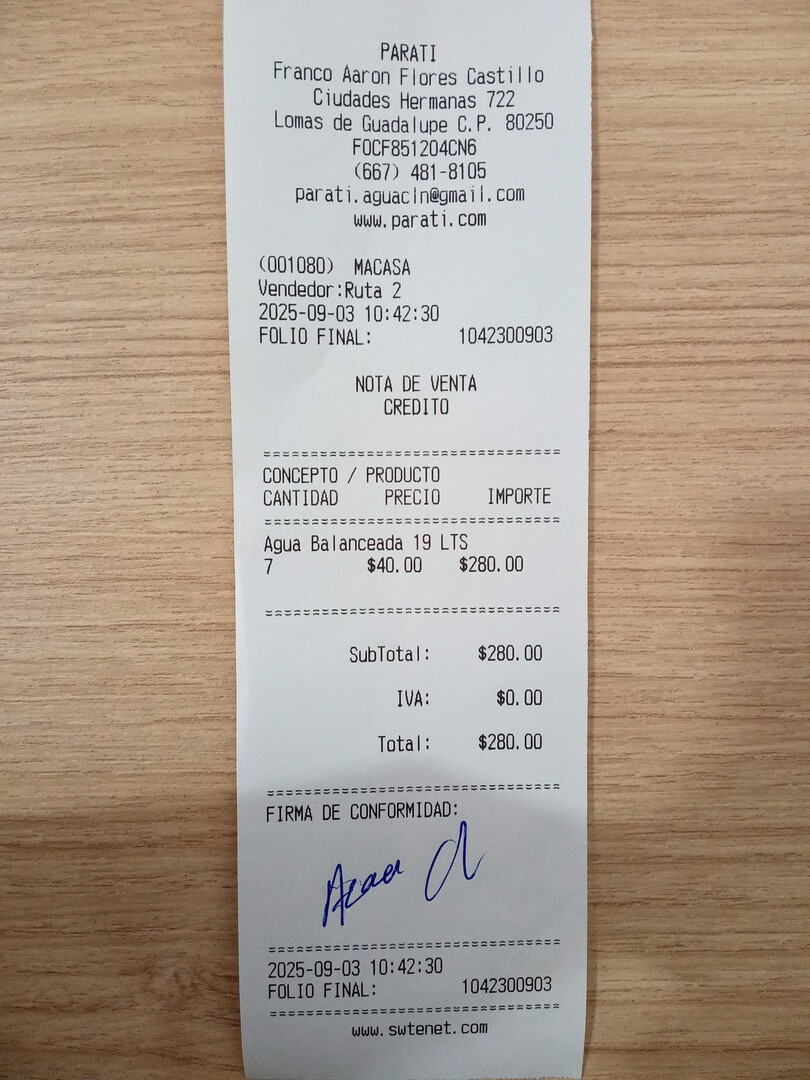 PARATI
Franco Aaron Flores Castillo
Ciudades Hermanas 722
Lomas de Guadalupe C.P. 80250
FOCF851204CN6
(667) 481-8105
parati.aguacln@gmail.com
www.parati.com
(001080) MACASA
Vendedor:Ruta 2
2025-09-03 10:42:30
FOLIO FINAL: 1042300903
NOTA DE VENTA
CREDITO
CONCEPTO / PRODUCTO
CANTIDAD PRECIO IMPORTE
Agua Balanceada 19 LTS
7 $40.00 $280.00
SubTotal: $280.00
IVA: $0.00
Total: $280.00
FIRMA DE CONFORMIDAD:
2025-09-03 10:42:30
FOLIO FINAL: 1042300903
www.swtenet.com